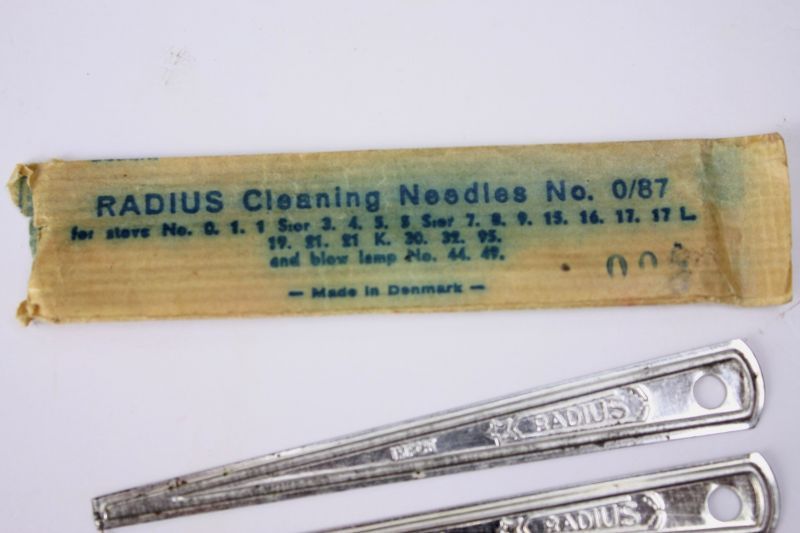 RADIUS Cleaning Needles No. 0/87
for stove No. 0. 1. 1 Stor 3. 4. 5. 5 Stor 7. 8. 9. 15. 16. 17. 17 L.
19. 21. 21 K. 30. 32. 95.
and blow lamp No. 44. 49.
— Made in Denmark —
RADIUS
RADIUS